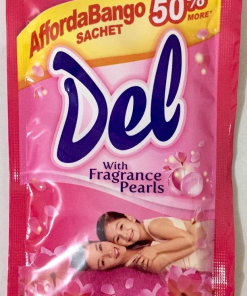 AffordaBango
SACHET
50%
MORE*
Del
With
Fragrance
Pearls